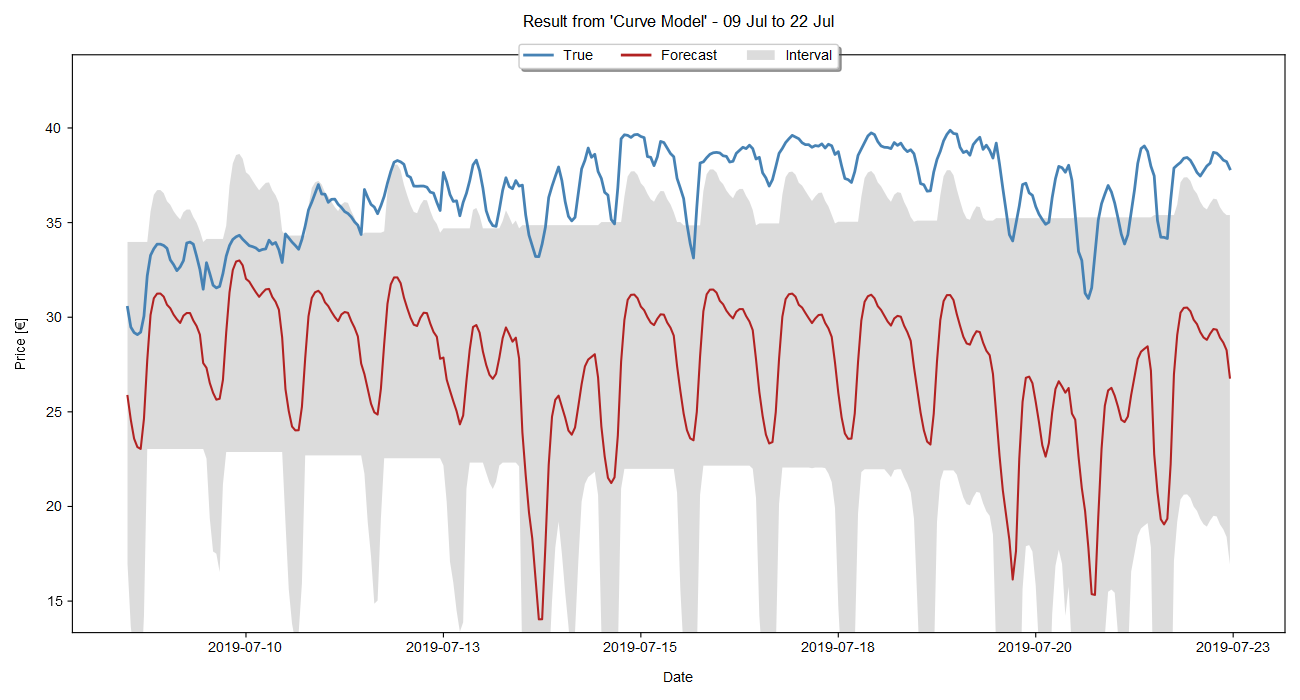 Result from 'Curve Model' - 09 Jul to 22 Jul
True Forecast Interval
40
35
30
25
20
15
Price [€]
2019-07-10 2019-07-13 2019-07-15 2019-07-18 2019-07-20 2019-07-23
Date